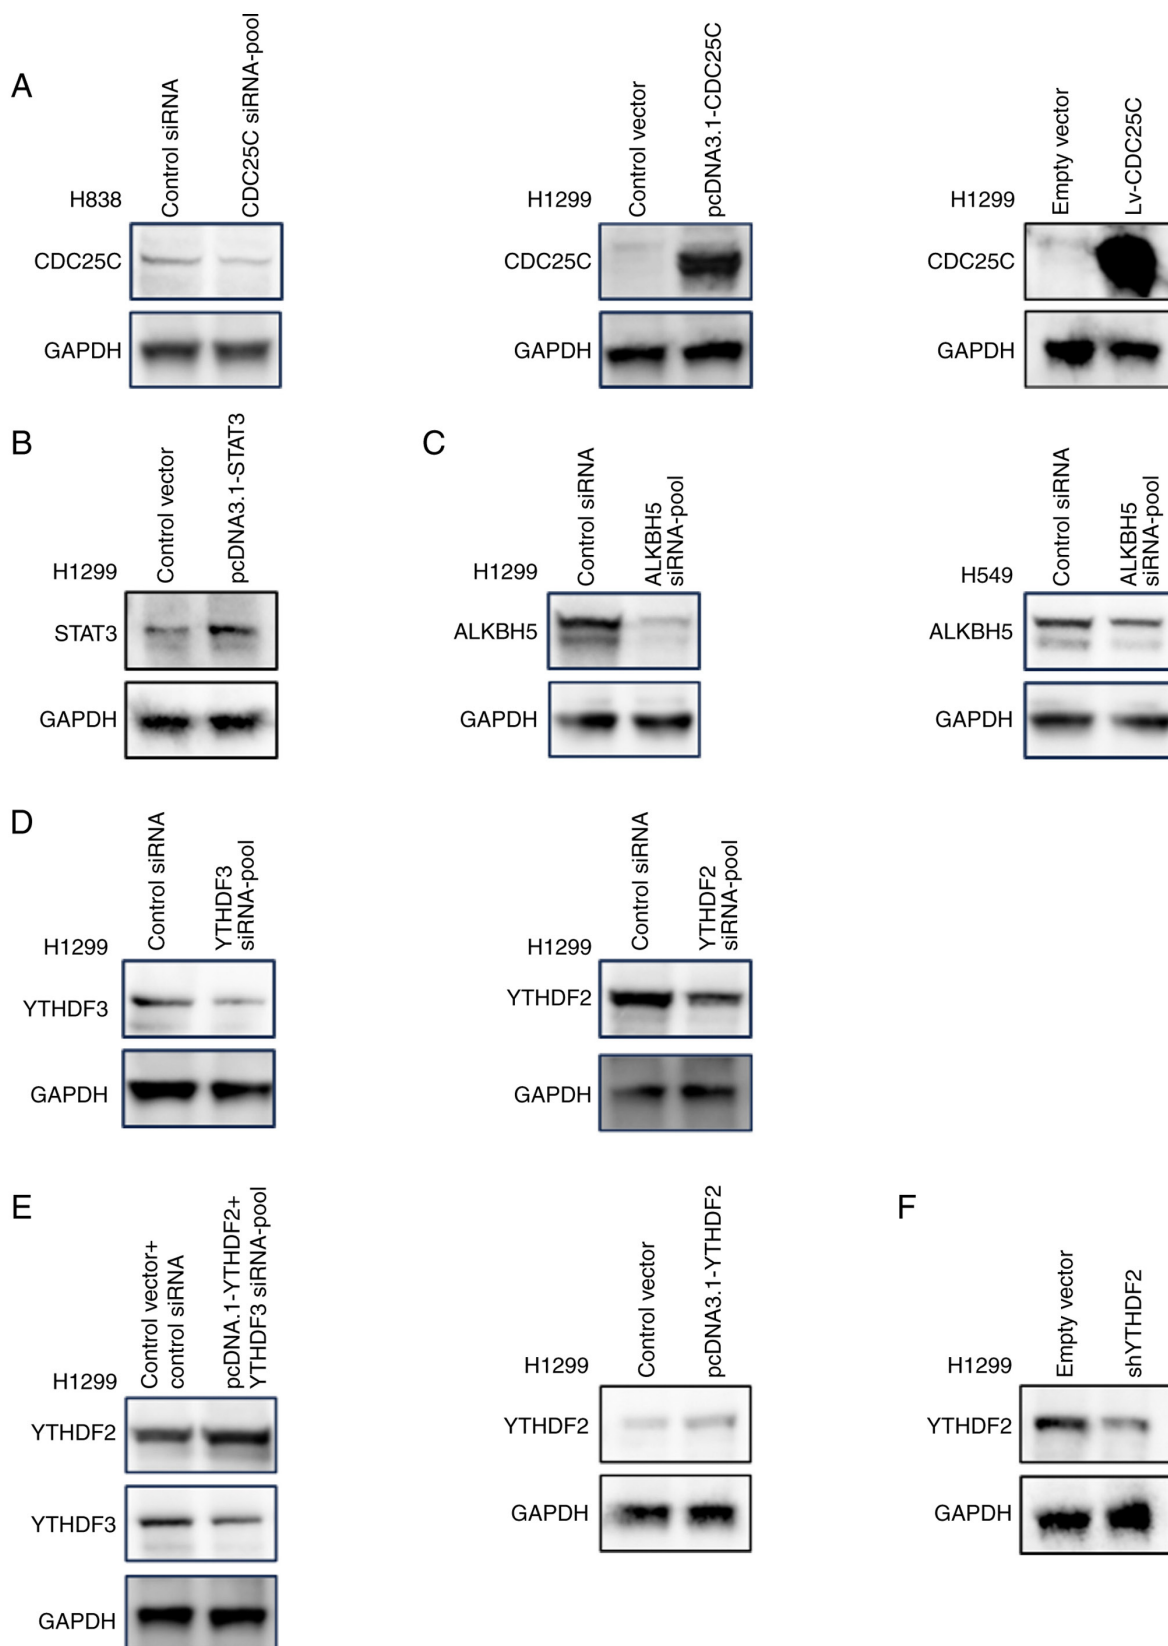 A
H838
Control siRNA
CDC25C siRNA-pool
CDC25C
GAPDH
H1299
Control vector
pcDNA3.1-CDC25C
CDC25C
GAPDH
H1299
Empty vector
Lv-CDC25C
CDC25C
GAPDH
B
H1299
Control vector
pcDNA3.1-STAT3
STAT3
GAPDH
C
H1299
Control siRNA
ALKBH5
siRNA-pool
ALKBH5
GAPDH
H549
Control siRNA
ALKBH5
siRNA-pool
ALKBH5
GAPDH
D
H1299
Control siRNA
YTHDF3
siRNA-pool
YTHDF3
GAPDH
H1299
Control siRNA
YTHDF2
siRNA-pool
YTHDF2
GAPDH
E
H1299
Control vector+
control siRNA
pcDNA.1-YTHDF2+
YTHDF3 siRNA-pool
YTHDF2
YTHDF3
GAPDH
H1299
Control vector
pcDNA3.1-YTHDF2
YTHDF2
GAPDH
F
H1299
Empty vector
shYTHDF2
YTHDF2
GAPDH